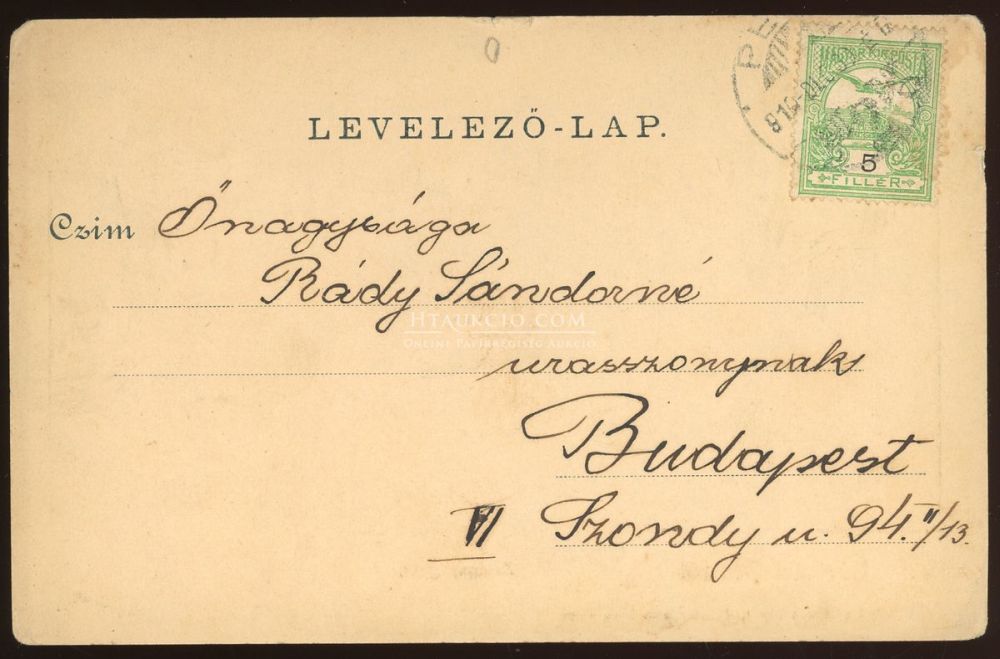 LEVELEZŐ-LAP.
MAGYAR KIR. POSTA
5
FILLÉR
Czim Őnagysága
Rády Sándorné
HTAUKCIO.COM
ONLINE PAPÍRRÉGISÉG AUKCIÓ
uraszonynak
Budapest
VI Szondy u. 94. II/13.